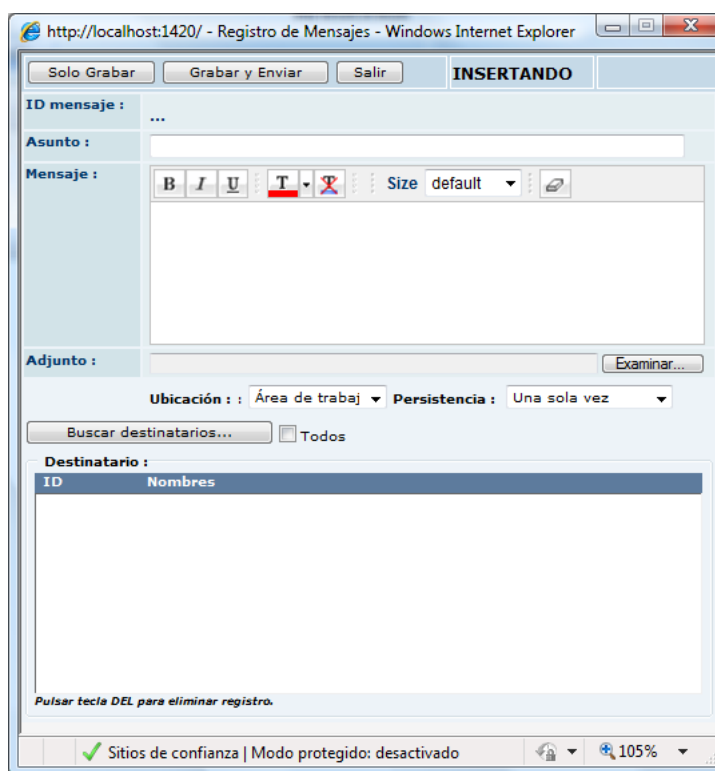 http://localhost:1420/ - Registro de Mensajes - Windows Internet Explorer
Solo Grabar Grabar y Enviar Salir INSERTANDO
ID mensaje :
...
Asunto :
Mensaje : B I U T T Size default
Adjunto : Examinar...
Ubicación : : Área de trabaj Persistencia : Una sola vez
Buscar destinatarios... Todos
Destinatario :
ID Nombres
Pulsar tecla DEL para eliminar registro.
Sitios de confianza | Modo protegido: desactivado 105%